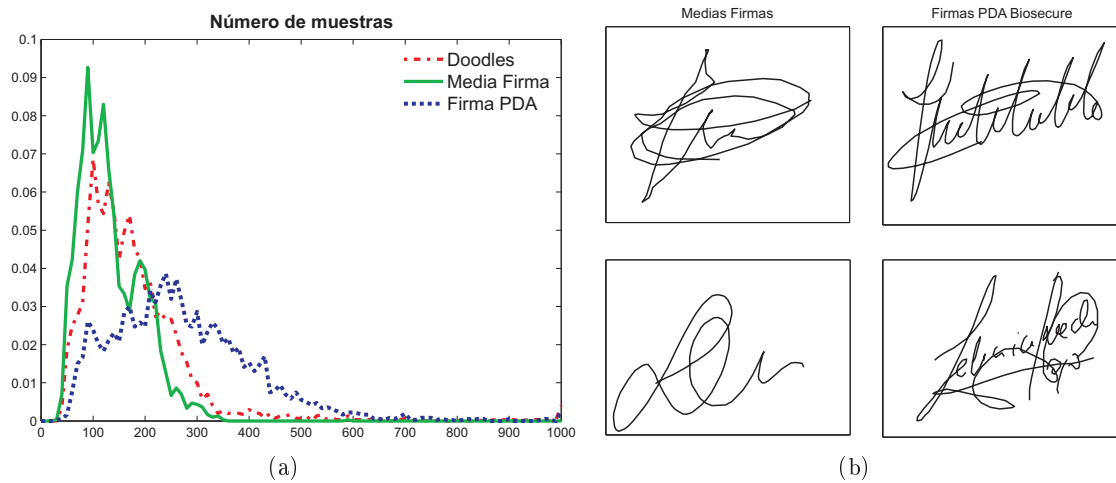 Número de muestras
0.1
0.09
0.08
0.07
0.06
0.05
0.04
0.03
0.02
0.01
0
Doodles
Media Firma
Firma PDA
0 100 200 300 400 500 600 700 800 900 1000
(a)
Medias Firmas
Firmas PDA Biosecure
(b)